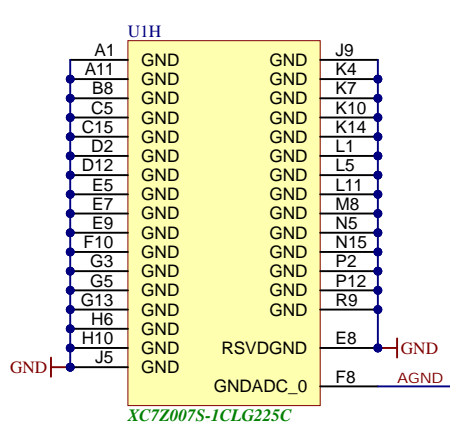 U1H
A1 GND GND J9
A11 GND GND K4
B8 GND GND K7
C5 GND GND K10
C15 GND GND K14
D2 GND GND L1
D12 GND GND L5
E5 GND GND L11
E7 GND GND M8
E9 GND GND N5
F10 GND GND N15
G3 GND GND P2
G5 GND GND P12
G13 GND GND R9
H6 GND
H10 GND RSVDGND E8 GND
GND J5 GND
GNDADC_0 F8 AGND
XC7Z007S-1CLG225C